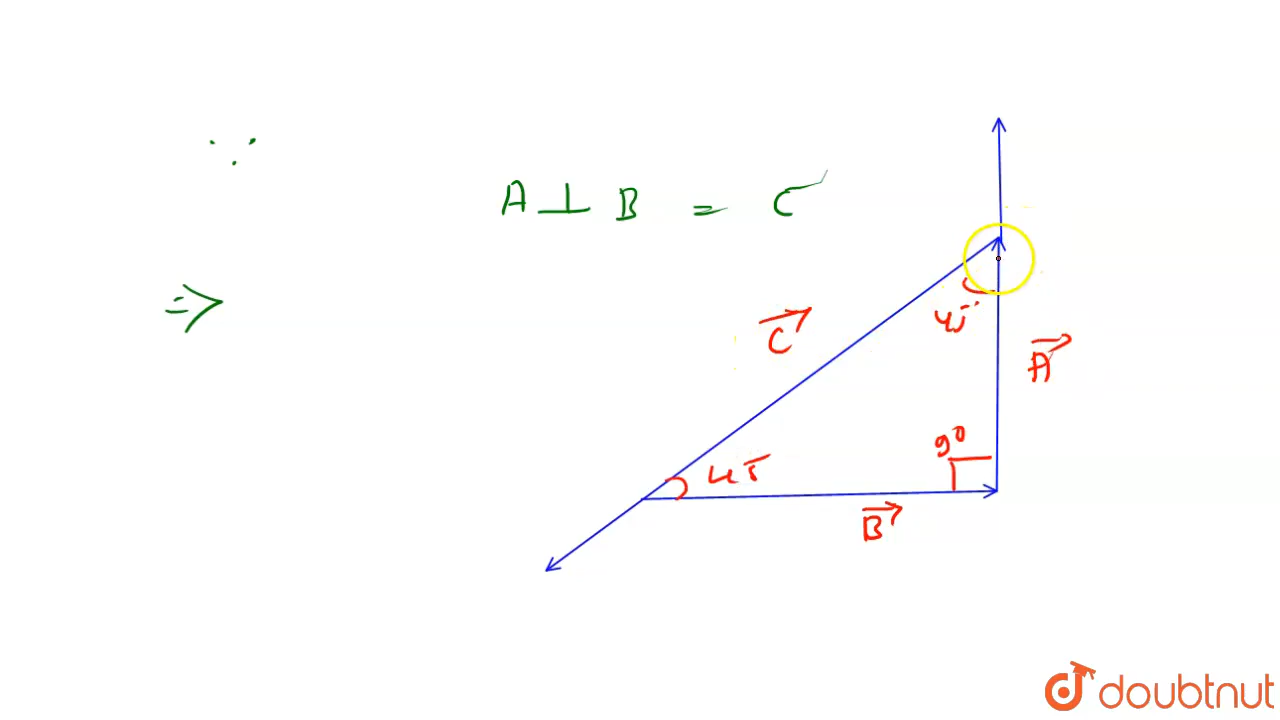 ∵
A ⊥ B = C
⇒
C⃗
45°
A⃗
90
45
B⃗
doubtnut